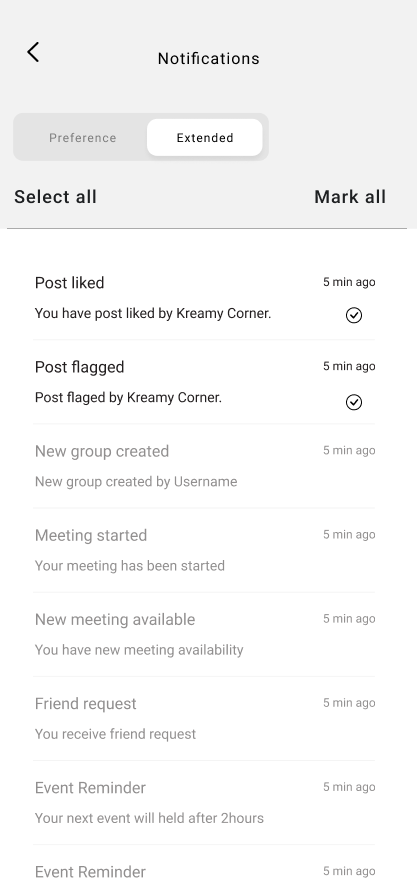 Notifications
Preference Extended
Select all Mark all
Post liked 5 min ago
You have post liked by Kreamy Corner.
Post flagged 5 min ago
Post flaged by Kreamy Corner.
New group created 5 min ago
New group created by Username
Meeting started 5 min ago
Your meeting has been started
New meeting available 5 min ago
You have new meeting availability
Friend request 5 min ago
You receive friend request
Event Reminder 5 min ago
Your next event will held after 2hours
Event Reminder 5 min ago